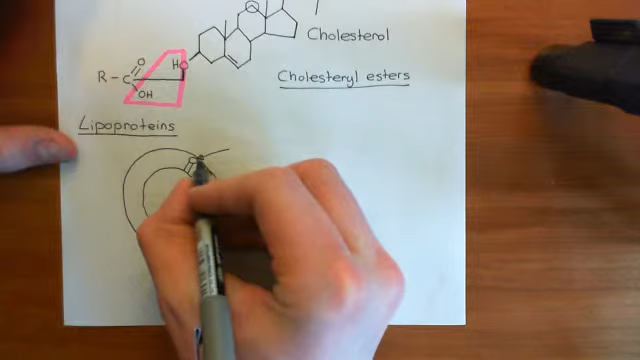 Cholesterol
O
HO
R-C
OH
Cholesteryl esters
Lipoproteins